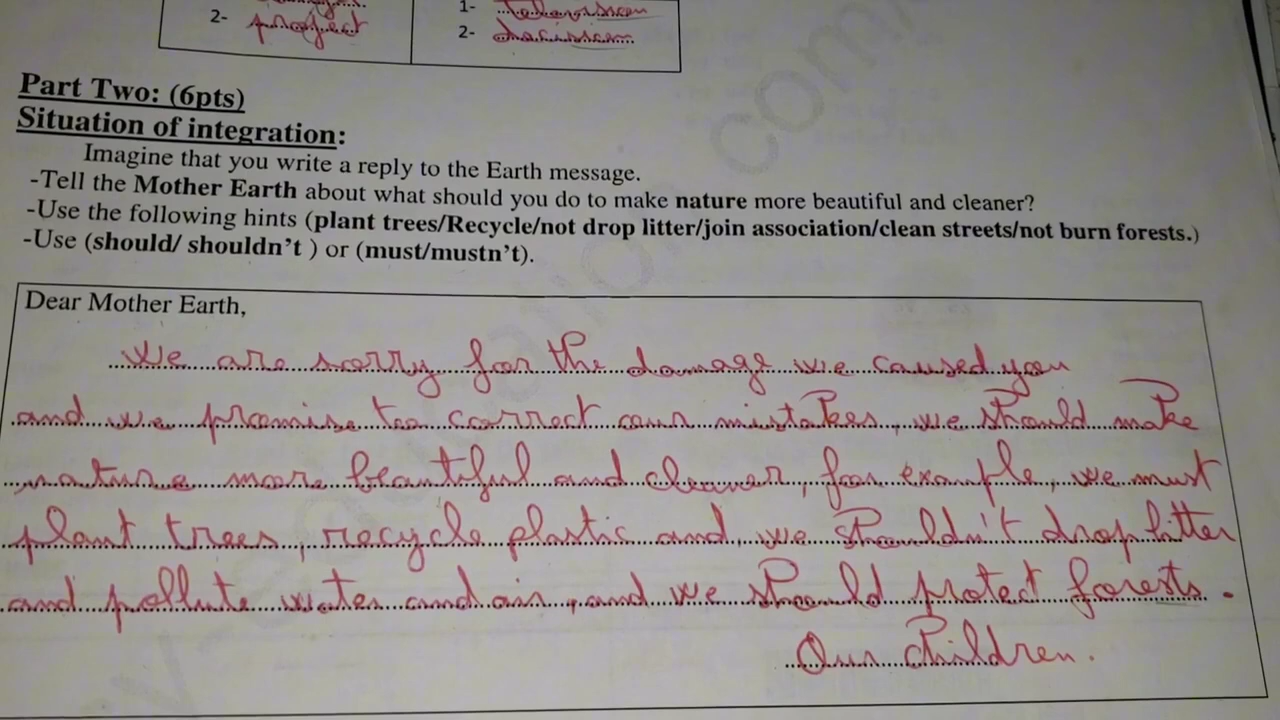 2- project
1-
2-
Part Two: (6pts)
Situation of integration:
Imagine that you write a reply to the Earth message.
-Tell the Mother Earth about what should you do to make nature more beautiful and cleaner?
-Use the following hints (plant trees/Recycle/not drop litter/join association/clean streets/not burn forests.)
-Use (should/ shouldn't ) or (must/mustn't).
Dear Mother Earth,
We are sorry for the damage we caused you
and we promise to correct our mistakes, we should make
nature more beautiful and cleaner, for example, we must
plant trees, recycle plastic and, we shouldn't drop litter
and pollute water and air, and we should protect forests.
Our children.